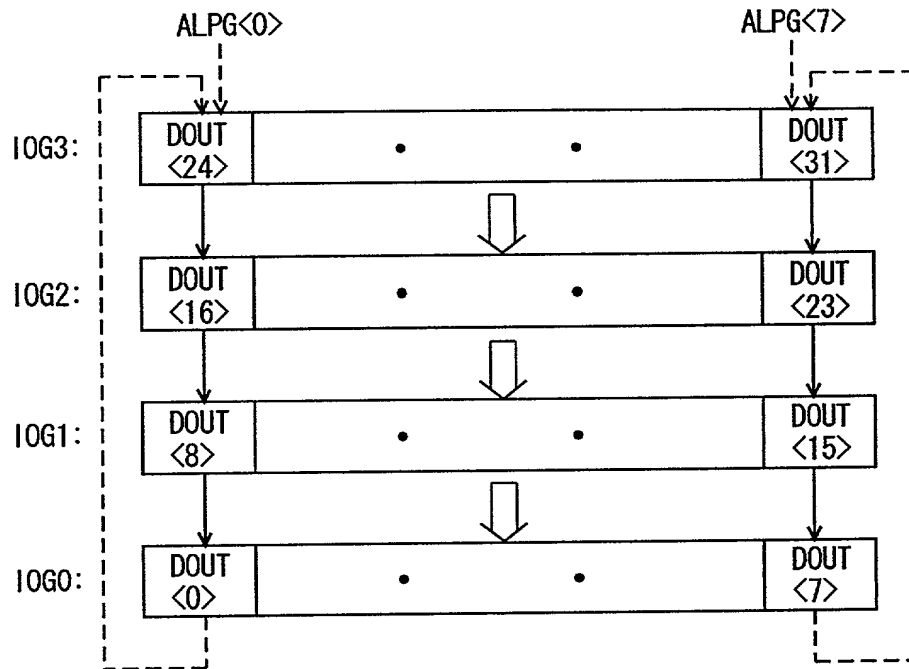 ALPG<0> ALPG<7>
IOG3: DOUT <24> DOUT <31>
IOG2: DOUT <16> DOUT <23>
IOG1: DOUT <8> DOUT <15>
IOG0: DOUT <0> DOUT <7>